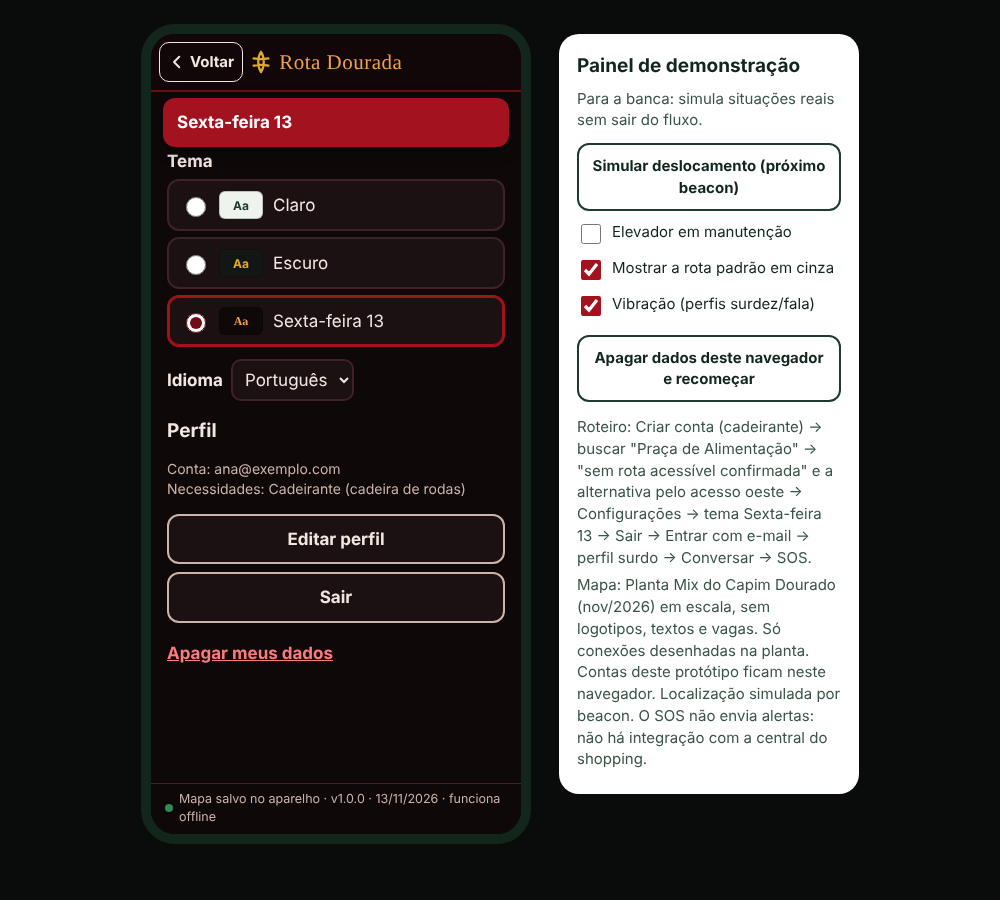 Voltar
Rota Dourada
Sexta-feira 13
Tema
Aa
Claro
Aa
Escuro
Aa
Sexta-feira 13
Idioma
Português
Perfil
Conta: ana@exemplo.com
Necessidades: Cadeirante (cadeira de rodas)
Editar perfil
Sair
Apagar meus dados
Mapa salvo no aparelho · v1.0.0 · 13/11/2026 · funciona
offline
Painel de demonstração
Para a banca: simula situações reais
sem sair do fluxo.
Simular deslocamento (próximo
beacon)
Elevador em manutenção
Mostrar a rota padrão em cinza
Vibração (perfis surdez/fala)
Apagar dados deste navegador
e recomeçar
Roteiro: Criar conta (cadeirante) →
buscar "Praça de Alimentação" →
"sem rota acessível confirmada" e a
alternativa pelo acesso oeste →
Configurações → tema Sexta-feira
13 → Sair → Entrar com e-mail →
perfil surdo → Conversar → SOS.
Mapa: Planta Mix do Capim Dourado
(nov/2026) em escala, sem
logotipos, textos e vagas. Só
conexões desenhadas na planta.
Contas deste protótipo ficam neste
navegador. Localização simulada por
beacon. O SOS não envia alertas:
não há integração com a central do
shopping.